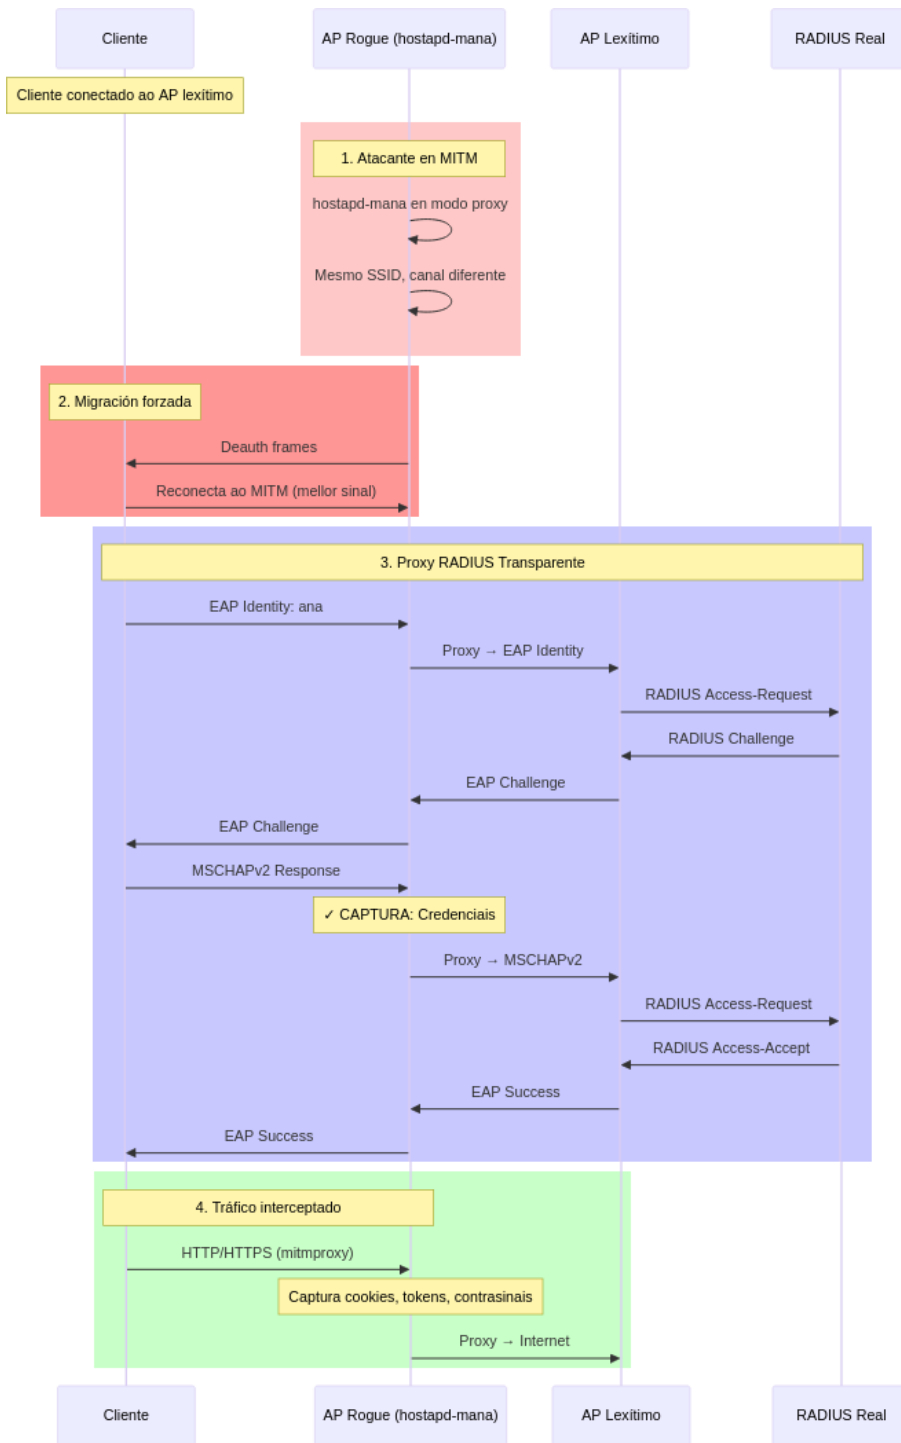 Cliente
AP Rogue (hostapd-mana)
AP Lexítimo
RADIUS Real
Cliente conectado ao AP lexítimo
1. Atacante en MITM
hostapd-mana en modo proxy
Mesmo SSID, canal diferente
2. Migración forzada
Deauth frames
Reconecta ao MITM (mellor sinal)
3. Proxy RADIUS Transparente
EAP Identity: ana
Proxy → EAP Identity
RADIUS Access-Request
RADIUS Challenge
EAP Challenge
EAP Challenge
MSCHAPv2 Response
✓ CAPTURA: Credenciais
Proxy → MSCHAPv2
RADIUS Access-Request
RADIUS Access-Accept
EAP Success
EAP Success
4. Tráfico interceptado
HTTP/HTTPS (mitmproxy)
Captura cookies, tokens, contrasinais
Proxy → Internet
Cliente
AP Rogue (hostapd-mana)
AP Lexítimo
RADIUS Real